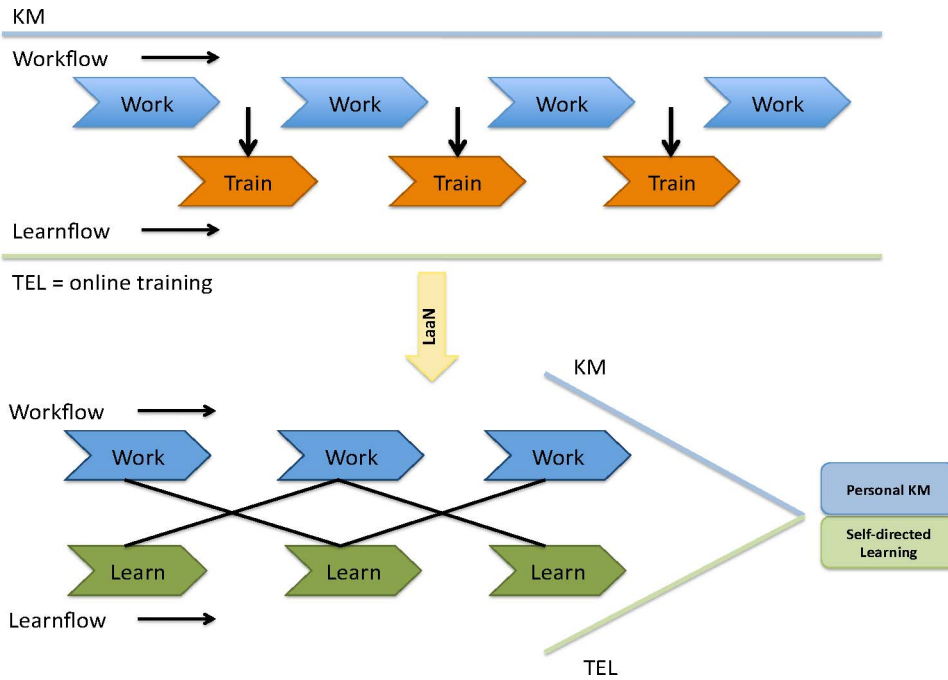 KM
Workflow
Work Work Work Work
Train Train Train
Learnflow
TEL = online training
LaaN
KM
Workflow
Work Work Work
Personal KM
Self-directed
Learning
Learn Learn Learn
Learnflow
TEL